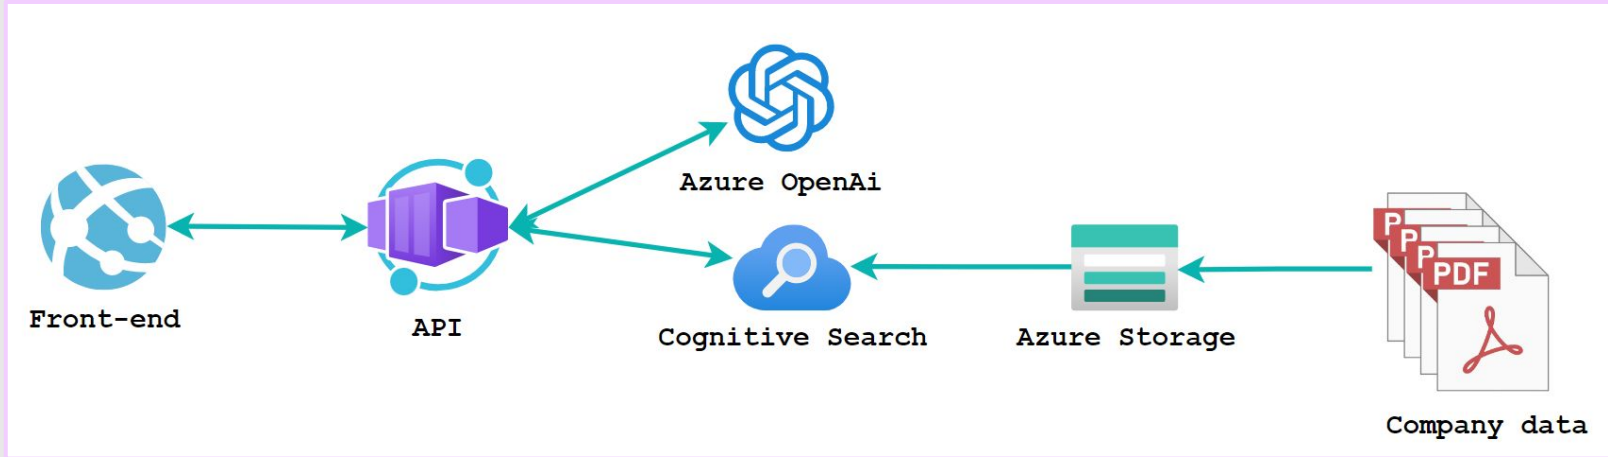 Azure OpenAi
Front-end
API
Cognitive Search
Azure Storage
P
P
P
PDF
Company data